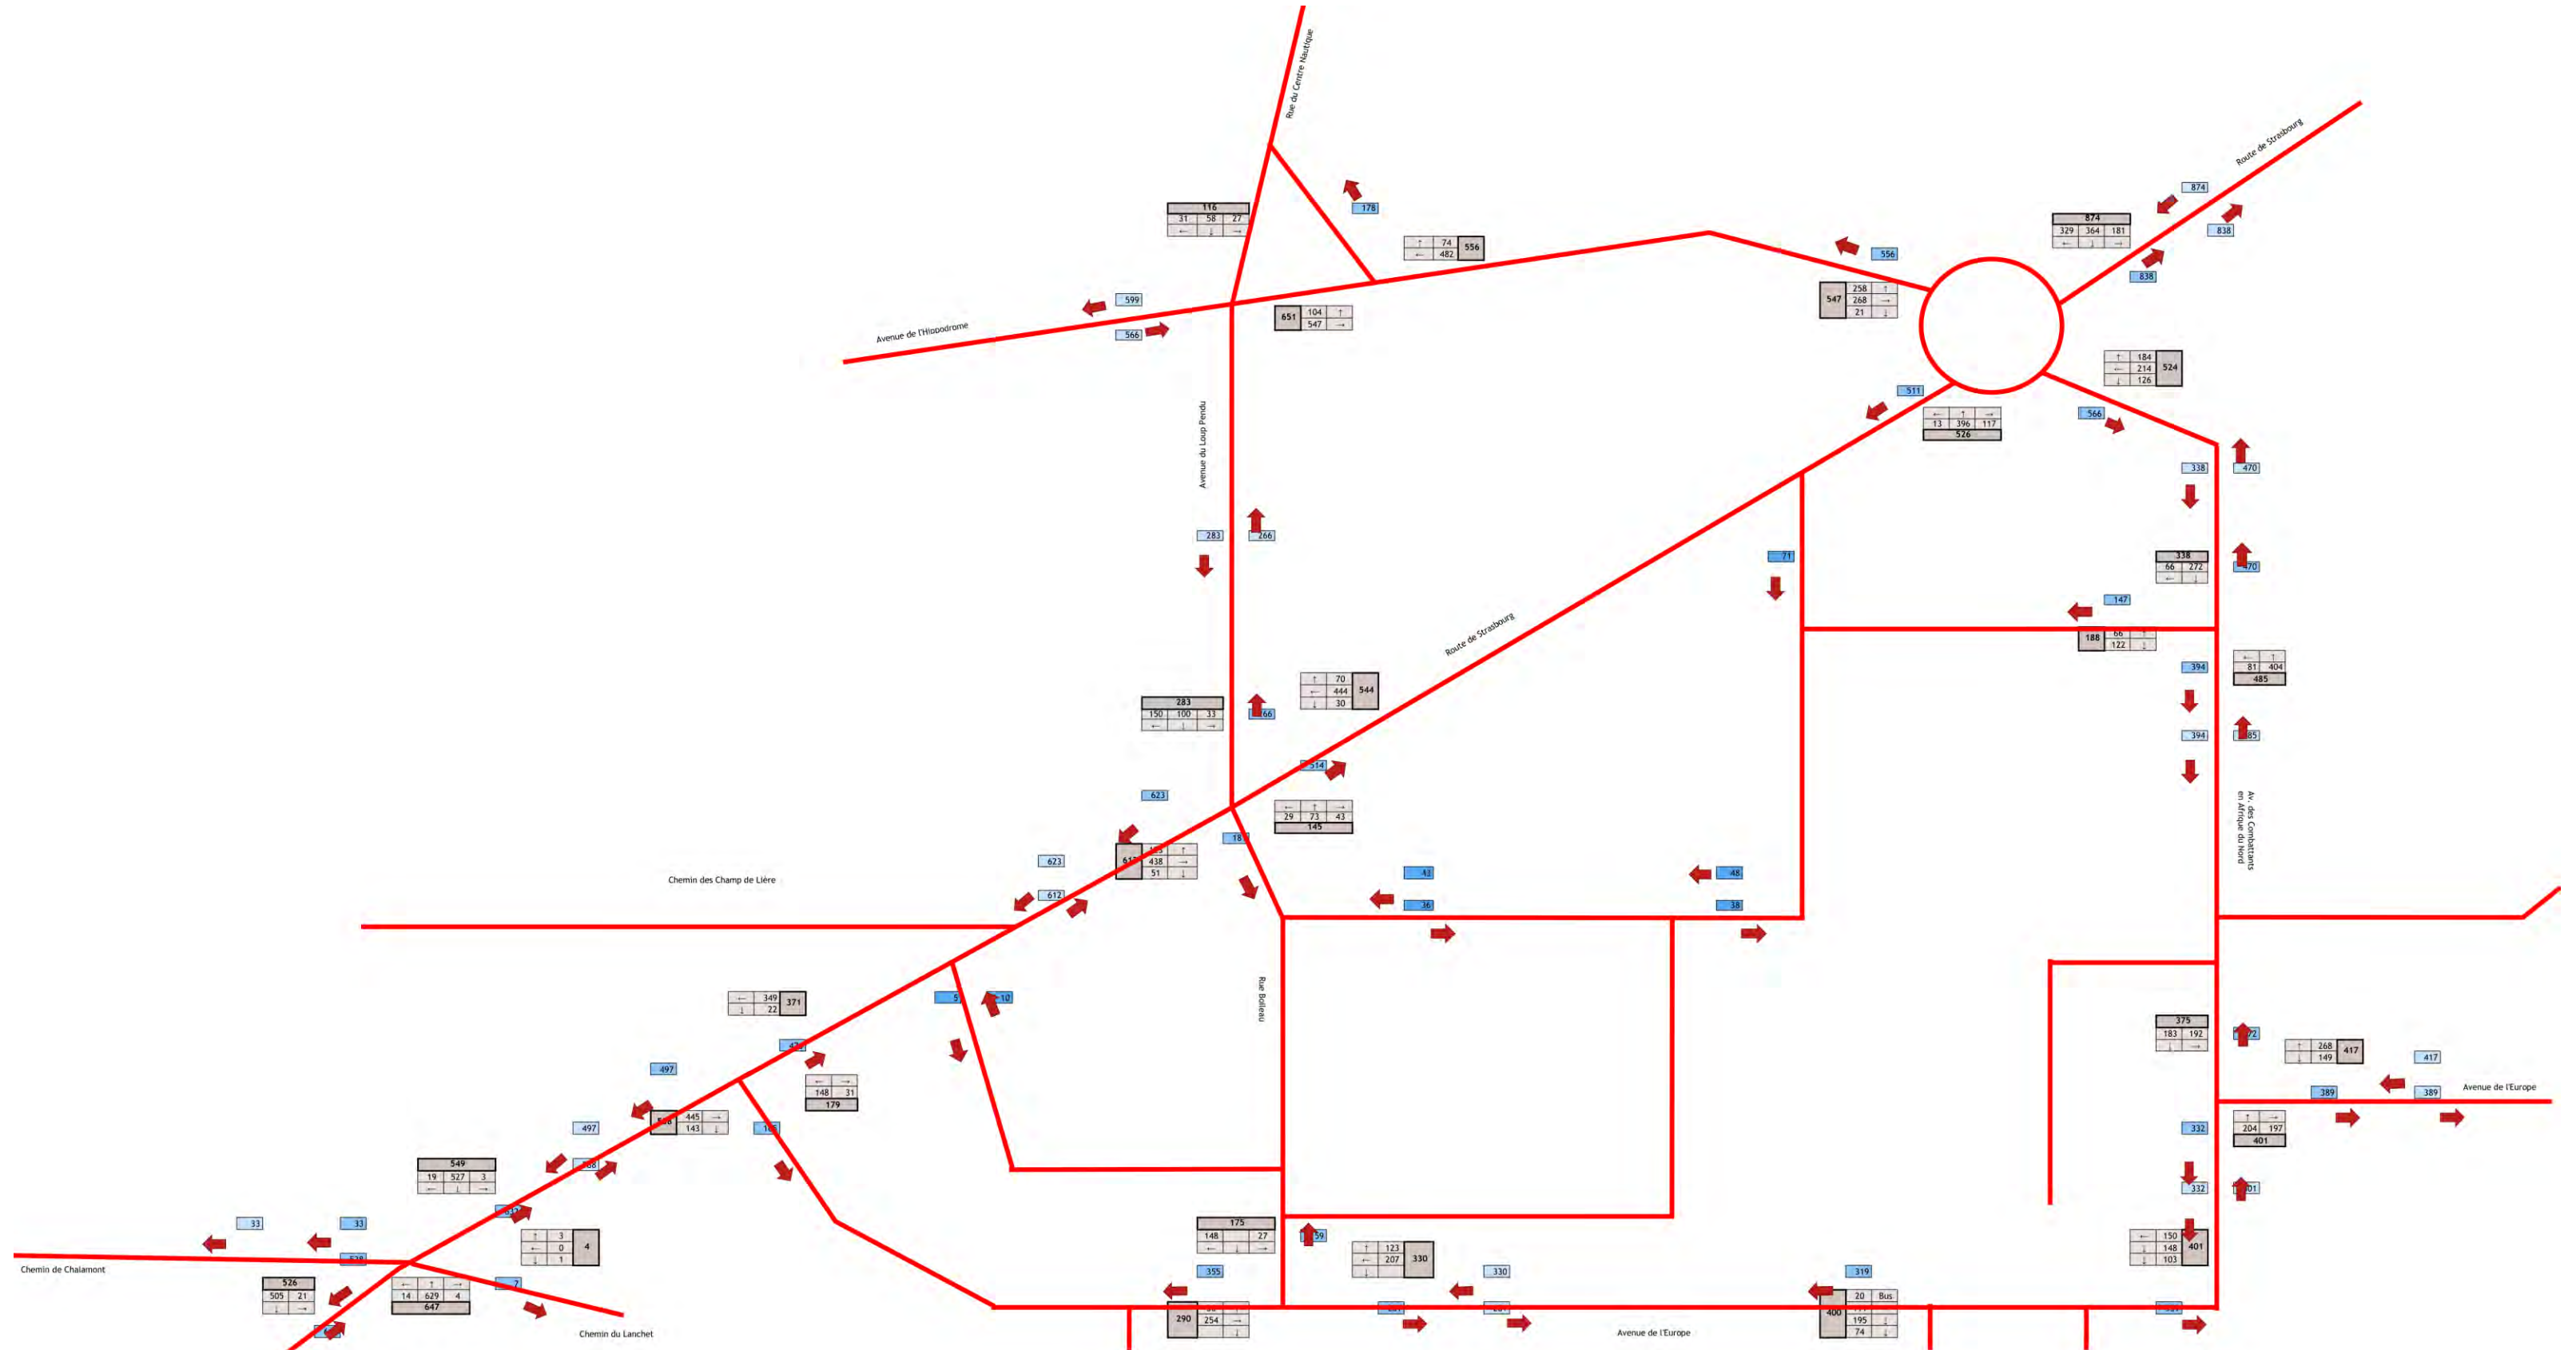 Rue du Centre Nautique
Route de Strasbourg
874
838
838
178
116
31 58 27
← ↓ →
↑ 74 556
← 482
874
329 364 181
← ↓ →
556
547 258 ↑
268 →
21 ↓
599
566
651 104 ↑
547 →
Avenue de l'Hippodrome
↑ 184 524
← 214
↓ 126
511
← ↑ →
13 396 117
526
566
Avenue du Loup Pendu
338
470
283
266
71
338
66 272
← ↓
470
147
188 66 ↑
122 ↓
Route de Strasbourg
394
← ↑
81 404
485
↑ 70 544
← 444
↓ 30
283
150 100 33
← ↓ →
394
514
623
← ↑ →
29 73 43
145
Av. des Combattants
en Afrique du Nord
438 →
51 ↓
623
612
Chemin des Champ de Lière
43
48
36
38
Rue Boileau
← 349 371
↓ 22
5
10
375
183 192
↓ →
↑ 268 417
↓ 149
417
389
389
Avenue de l'Europe
497
← →
148 31
179
445 →
143 ↓
497
332
↑ →
204 197
401
549
19 527 3
← ↓ →
332
33
33
↑ 3 4
← 0
↓ 1
175
148 27
← ↓ →
↑ 123 330
← 207
↓
← 150 401
↓ 148
↓ 103
Chemin de Chalamont
526
505 21
↓ →
← ↑ →
14 629 4
647
7
355
330
319
290
254 →
↓
400 20 Bus
195 ↓
74 ↓
Chemin du Lanchet
Avenue de l'Europe